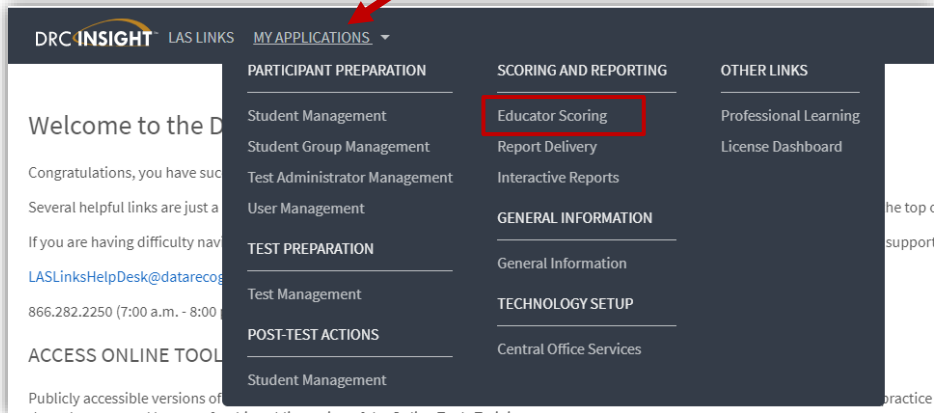 DRC INSIGHT LAS LINKS MY APPLICATIONS
PARTICIPANT PREPARATION
Student Management
Student Group Management
Test Administrator Management
User Management
TEST PREPARATION
Test Management
POST-TEST ACTIONS
Student Management
SCORING AND REPORTING
Educator Scoring
Report Delivery
Interactive Reports
GENERAL INFORMATION
General Information
TECHNOLOGY SETUP
Central Office Services
OTHER LINKS
Professional Learning
License Dashboard
Welcome to the D
Congratulations, you have suc
Several helpful links are just a
he top
If you are having difficulty navi
support
LASLinksHelpDesk@datarecog
866.282.2250 (7:00 a.m. - 8:00
ACCESS ONLINE TOOL
Publicly accessible versions of
practice